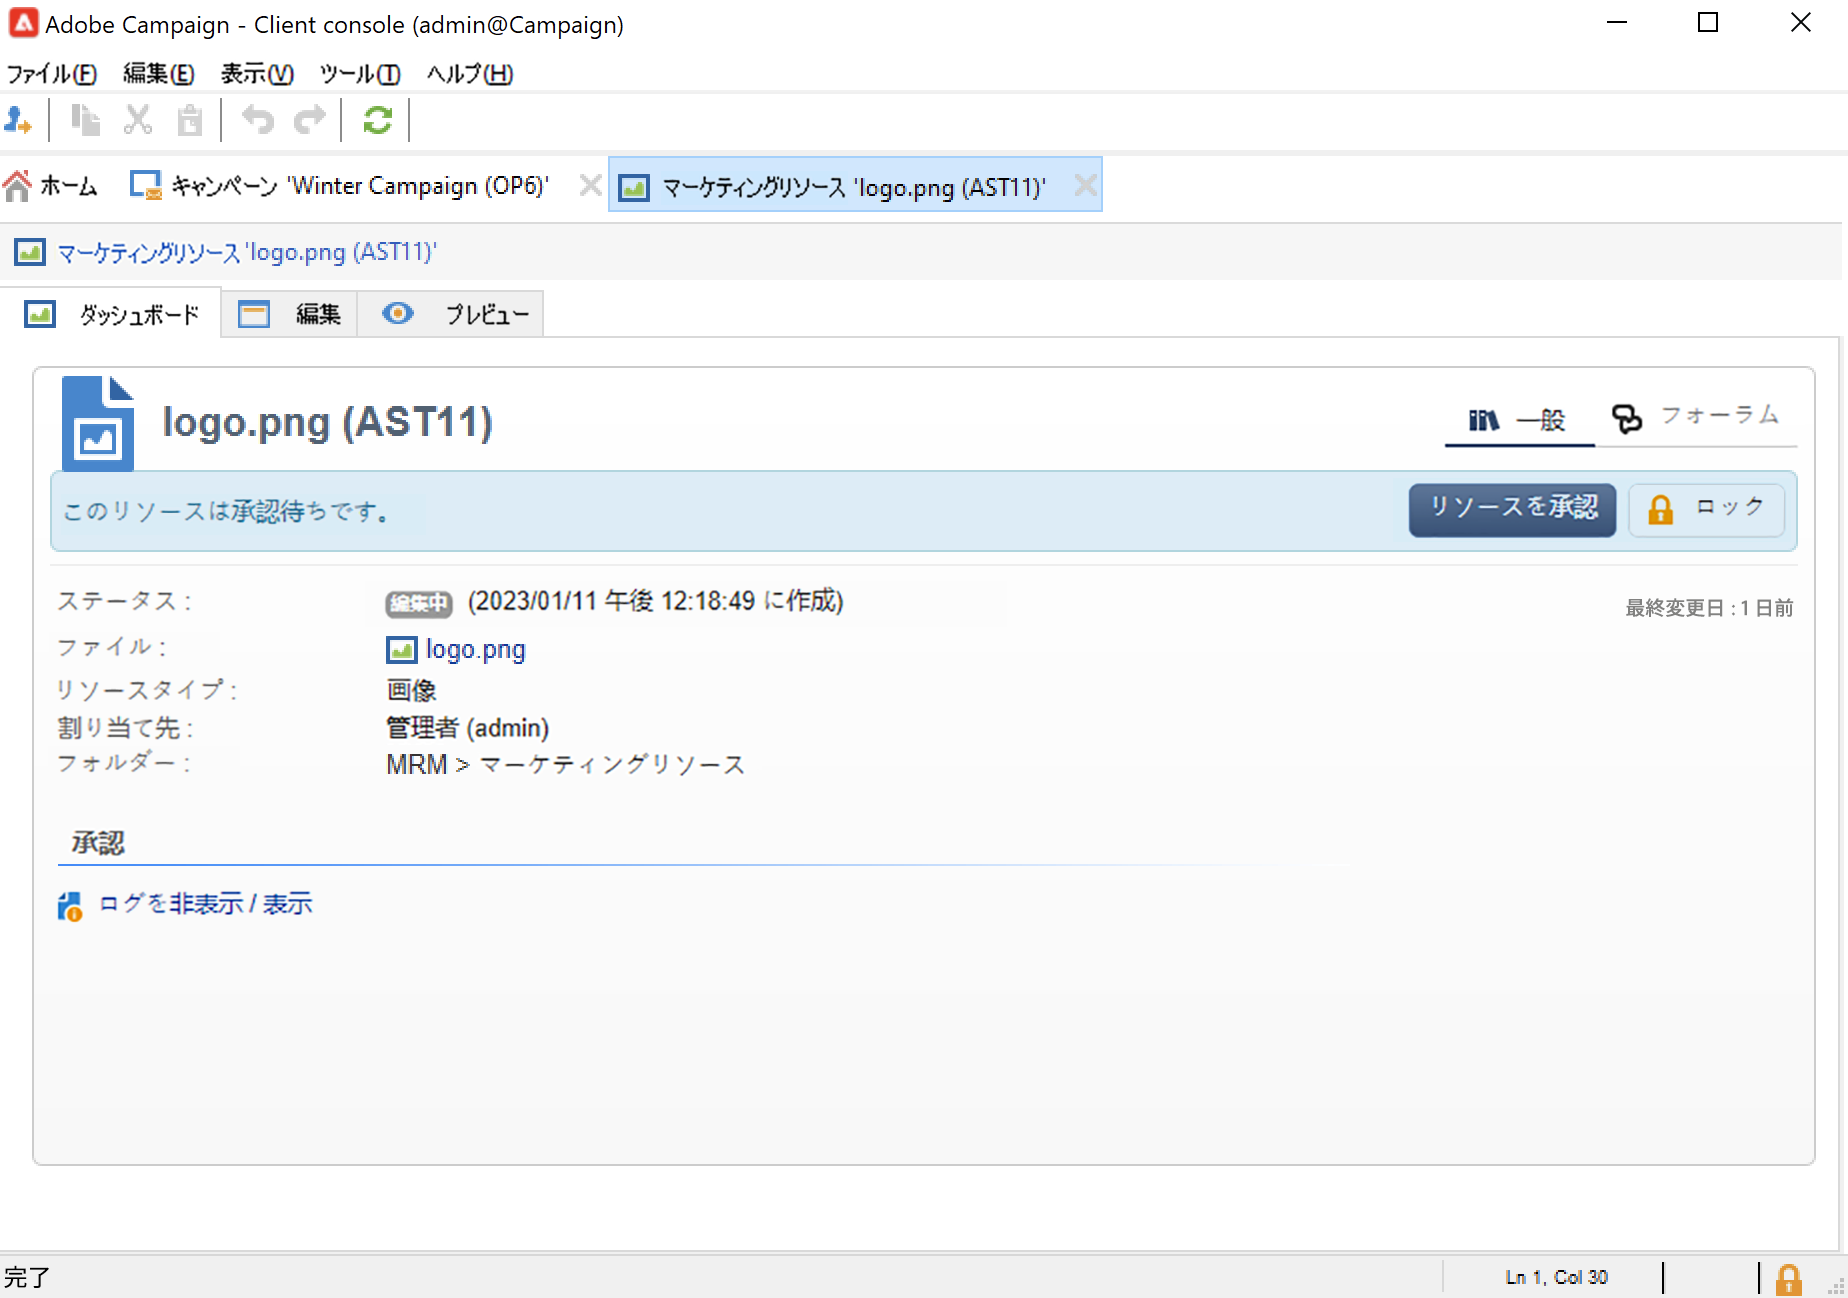 Adobe Campaign - Client console (admin@Campaign)
ファイル(F) 編集(E) 表示(V) ツール(T) ヘルプ(H)
ホーム キャンペーン 'Winter Campaign (OP6)' マーケティングリソース 'logo.png (AST11)'
マーケティングリソース 'logo.png (AST11)'
ダッシュボード 編集 プレビュー
logo.png (AST11) 一般 フォーラム
このリソースは承認待ちです。 リソースを承認 ロック
ステータス : 編集中 (2023/01/11 午後 12:18:49 に作成) 最終変更日 : 1 日前
ファイル : logo.png
リソースタイプ : 画像
割り当て先 : 管理者 (admin)
フォルダー : MRM > マーケティングリソース
承認
ログを非表示 / 表示
完了 Ln 1, Col 30